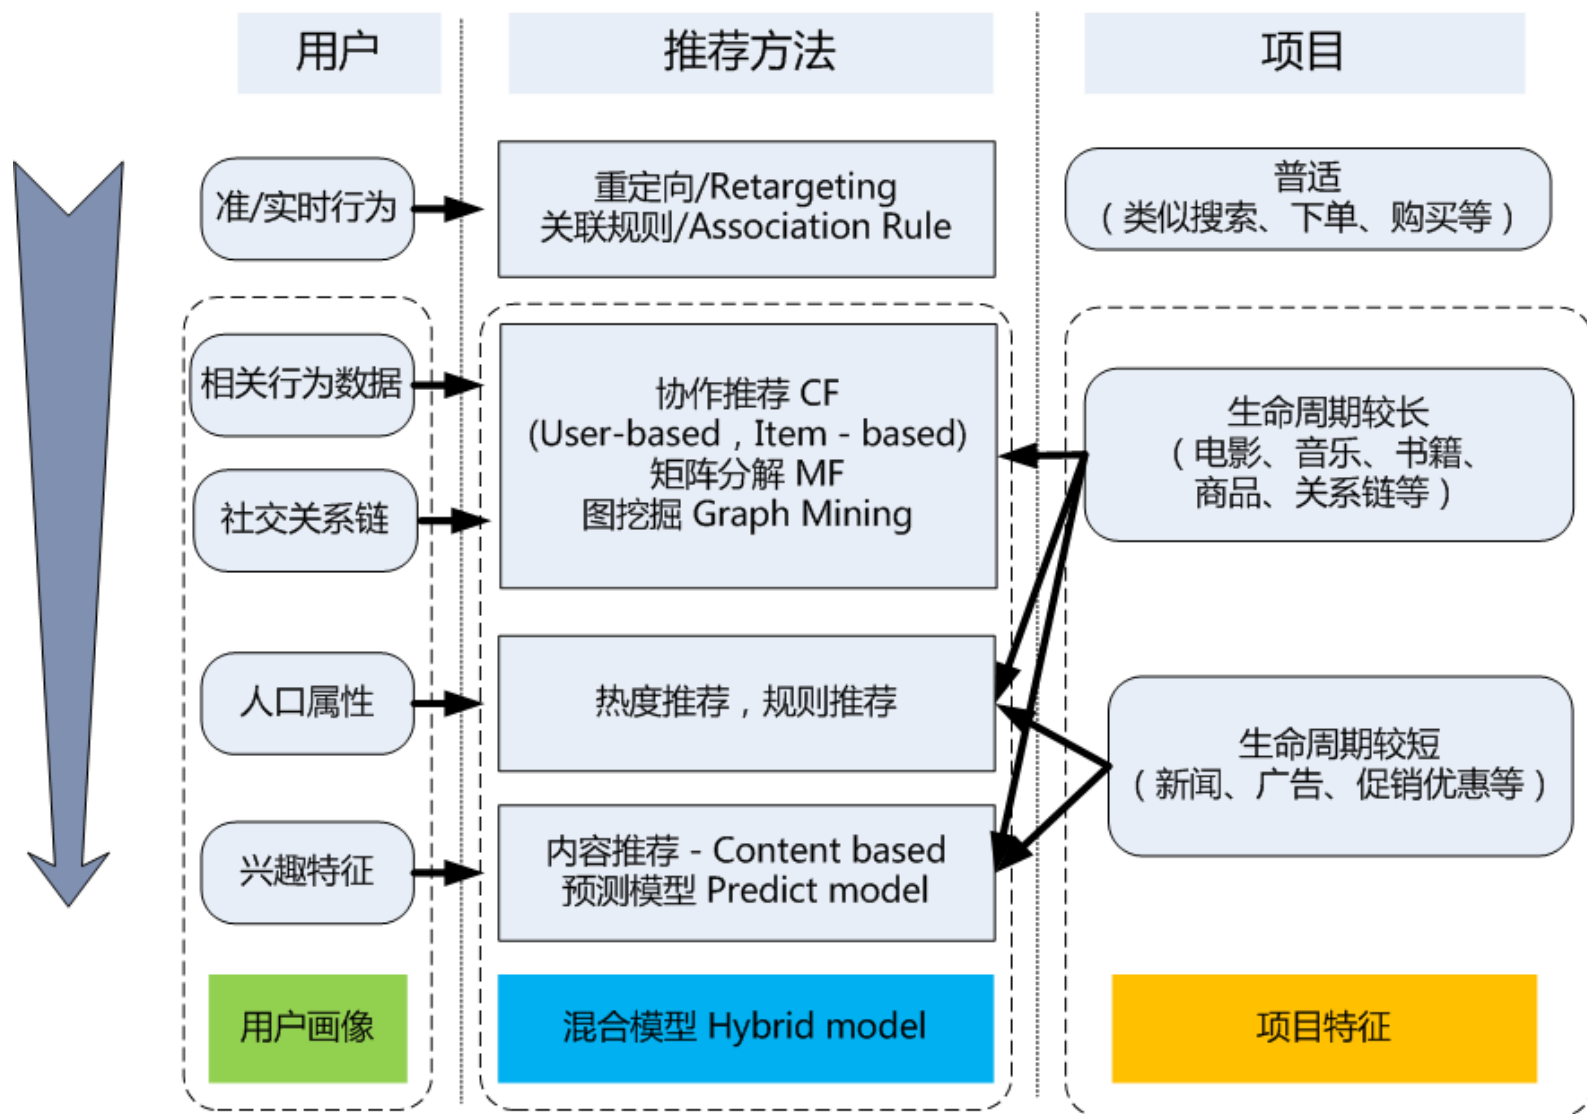 用户
推荐方法
项目
准/实时行为
重定向/Retargeting
关联规则/Association Rule
普适
（类似搜索、下单、购买等）
相关行为数据
社交关系链
协作推荐 CF
(User-based，Item - based)
矩阵分解 MF
图挖掘 Graph Mining
生命周期较长
（电影、音乐、书籍、
商品、关系链等）
人口属性
热度推荐，规则推荐
生命周期较短
（新闻、广告、促销优惠等）
兴趣特征
内容推荐 - Content based
预测模型 Predict model
用户画像
混合模型 Hybrid model
项目特征